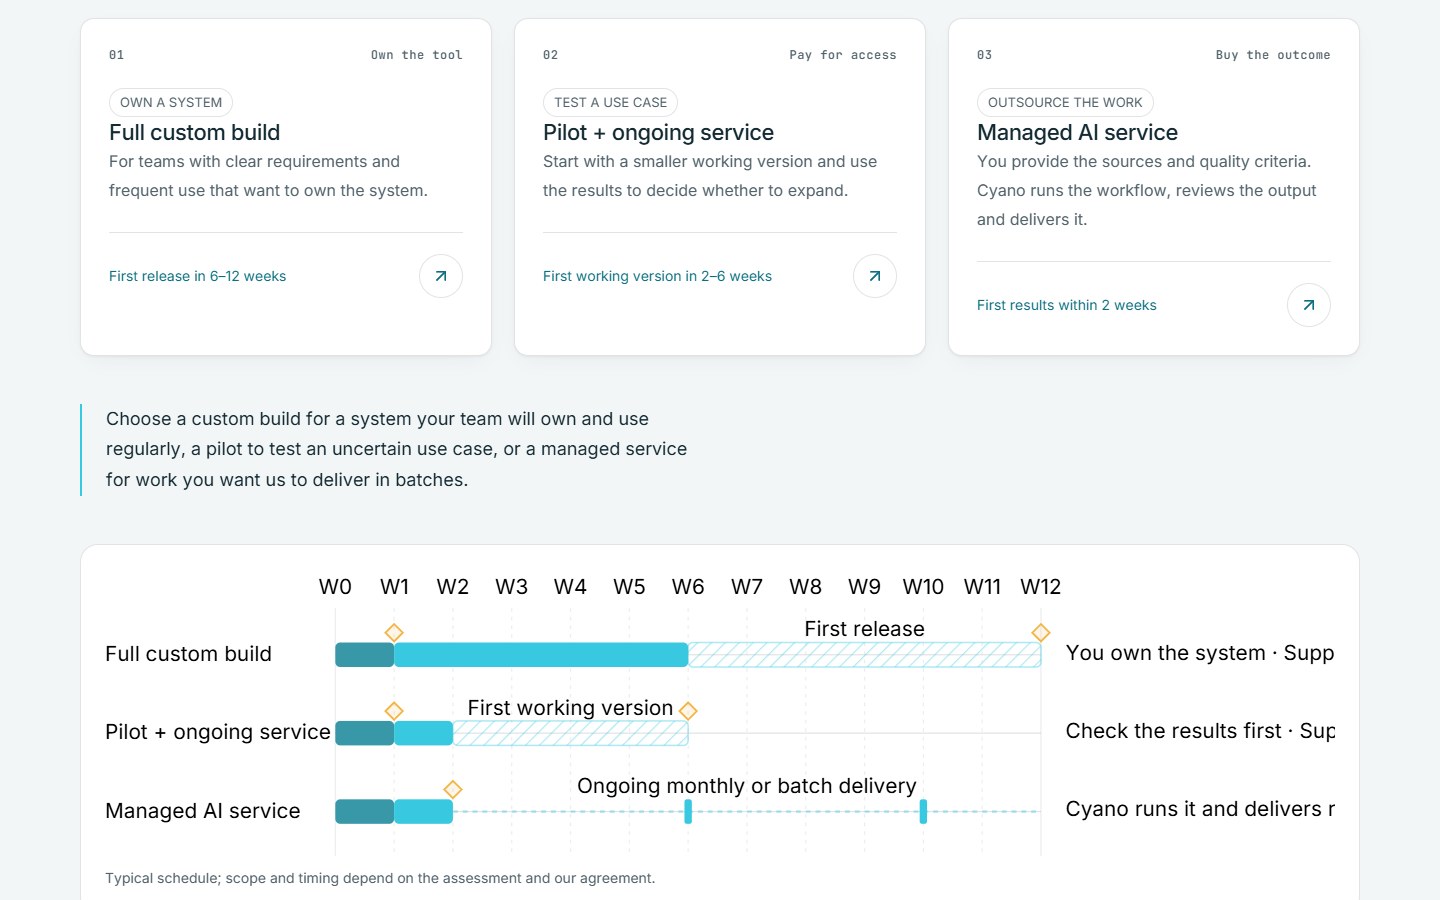 01
Own the tool
OWN A SYSTEM
Full custom build
For teams with clear requirements and
frequent use that want to own the system.
First release in 6–12 weeks
02
Pay for access
TEST A USE CASE
Pilot + ongoing service
Start with a smaller working version and use
the results to decide whether to expand.
First working version in 2–6 weeks
03
Buy the outcome
OUTSOURCE THE WORK
Managed AI service
You provide the sources and quality criteria.
Cyano runs the workflow, reviews the output
and delivers it.
First results within 2 weeks
Choose a custom build for a system your team will own and use
regularly, a pilot to test an uncertain use case, or a managed service
for work you want us to deliver in batches.
W0 W1 W2 W3 W4 W5 W6 W7 W8 W9 W10 W11 W12
First release
Full custom build
You own the system · Supp
First working version
Pilot + ongoing service
Check the results first · Sup
Ongoing monthly or batch delivery
Managed AI service
Cyano runs it and delivers r
Typical schedule; scope and timing depend on the assessment and our agreement.